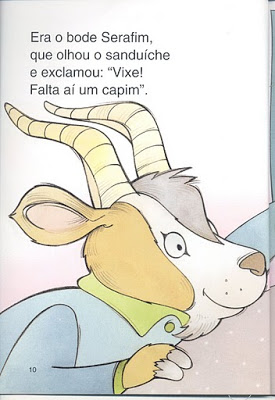 Era o bode Serafim,
que olhou o sanduíche
e exclamou: “Vixe!
Falta aí um capim”.
10